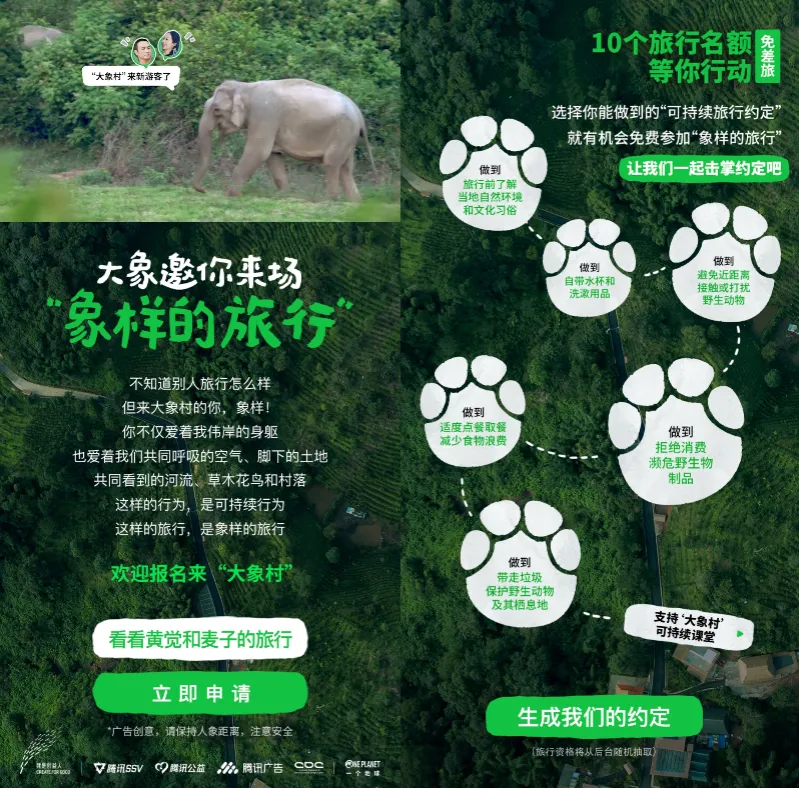 “大象村”来新游客了
大象邀你来场
“象样的旅行”
不知道别人旅行怎么样
但来大象村的你，象样！
你不仅爱着我伟岸的身躯
也爱着我们共同呼吸的空气、脚下的土地
共同看到的河流、草木花鸟和村落
这样的行为，是可持续行为
这样的旅行，是象样的旅行
欢迎报名来“大象村”
看看黄觉和麦子的旅行
立即申请
*广告创意，请保持人象距离，注意安全
我是创益人
CREATE FOR GOOD
腾讯SSV
腾讯公益
腾讯广告
CDC
ONE PLANET
一个地球
10个旅行名额
等你行动
免差旅
选择你能做到的“可持续旅行约定”
就有机会免费参加“象样的旅行”
让我们一起击掌约定吧
做到
旅行前了解
当地自然环境
和文化习俗
做到
自带水杯和
洗漱用品
做到
避免近距离
接触或打扰
野生动物
做到
适度点餐取餐
减少食物浪费
做到
拒绝消费
濒危野生物
制品
做到
带走垃圾
保护野生动物
及其栖息地
支持‘大象村’
可持续课堂
生成我们的约定
（旅行资格将从后台随机抽取）